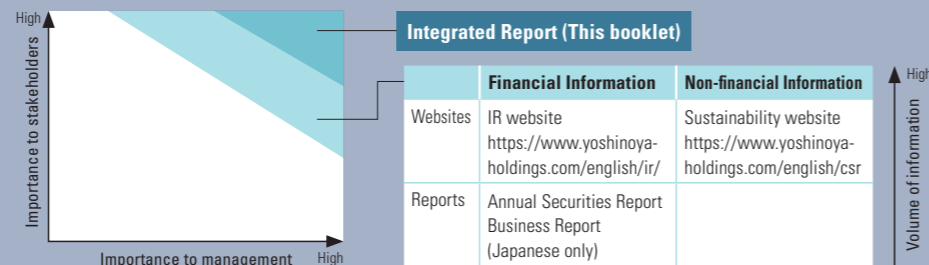 High
Importance to stakeholders
Importance to management
High
Integrated Report (This booklet)
Financial Information
Non-financial Information
Websites
IR website
https://www.yoshinoya-
holdings.com/english/ir/
Sustainability website
https://www.yoshinoya-
holdings.com/english/csr
Reports
Annual Securities Report
Business Report
(Japanese only)
High
Volume of information